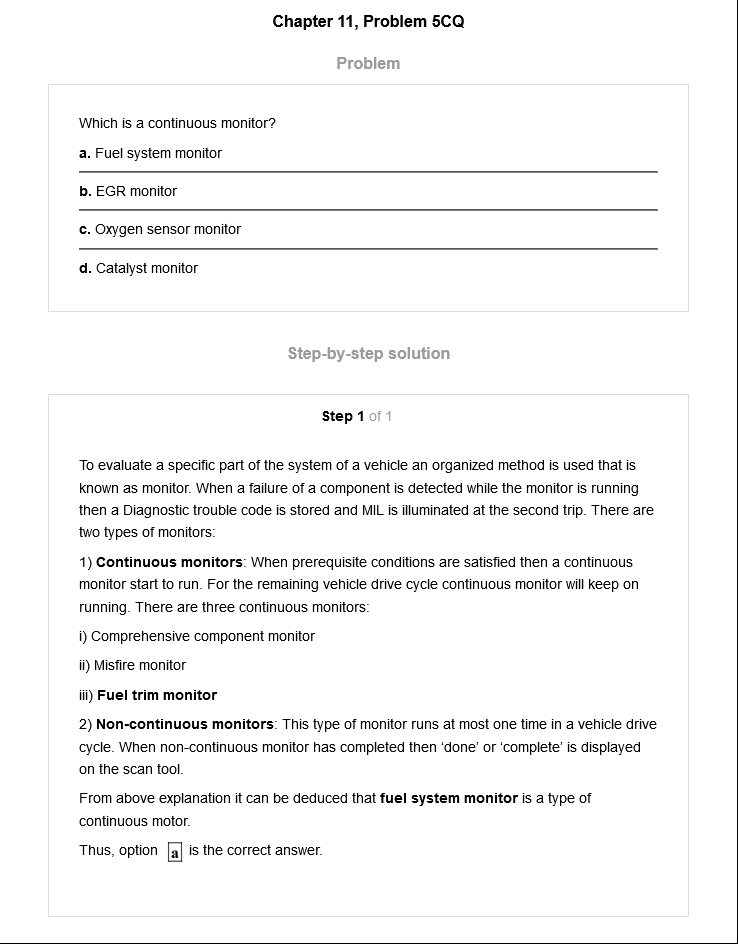 Chapter 11, Problem 5CQ
Problem
Which is a continuous monitor?
a. Fuel system monitor
b. EGR monitor
c. Oxygen sensor monitor
d. Catalyst monitor
Step-by-step solution
Step 1 of 1
To evaluate a specific part of the system of a vehicle an organized method is used that is
known as monitor. When a failure of a component is detected while the monitor is running
then a Diagnostic trouble code is stored and MIL is illuminated at the second trip. There are
two types of monitors:
1) Continuous monitors: When prerequisite conditions are satisfied then a continuous
monitor start to run. For the remaining vehicle drive cycle continuous monitor will keep on
running. There are three continuous monitors:
i) Comprehensive component monitor
ii) Misfire monitor
iii) Fuel trim monitor
2) Non-continuous monitors: This type of monitor runs at most one time in a vehicle drive
cycle. When non-continuous monitor has completed then ‘done’ or ‘complete’ is displayed
on the scan tool.
From above explanation it can be deduced that fuel system monitor is a type of
continuous motor.
Thus, option a is the correct answer.